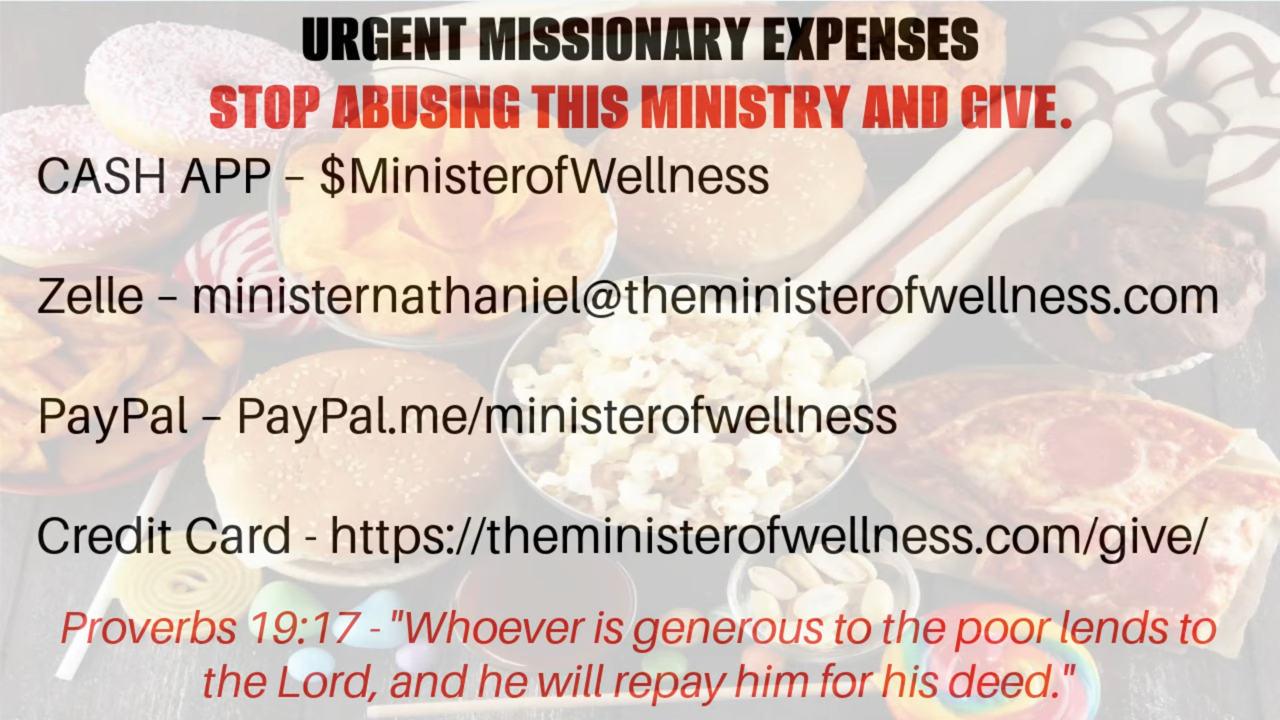 URGENT MISSIONARY EXPENSES
STOP ABUSING THIS MINISTRY AND GIVE.
CASH APP – $MinisterofWellness
Zelle – ministernathaniel@theministerofwellness.com
PayPal – PayPal.me/ministerofwellness
Credit Card - https://theministerofwellness.com/give/
Proverbs 19:17 - "Whoever is generous to the poor lends to
the Lord, and he will repay him for his deed."